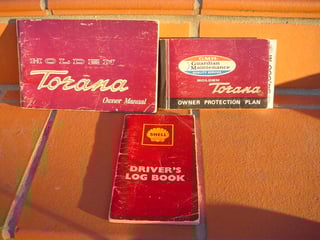 HOLDEN
Torana
Owner Manual
Guardian
Maintenance
HOLDEN
Torana
OWNER PROTECTION PLAN
SHELL
DRIVER'S
LOG BOOK